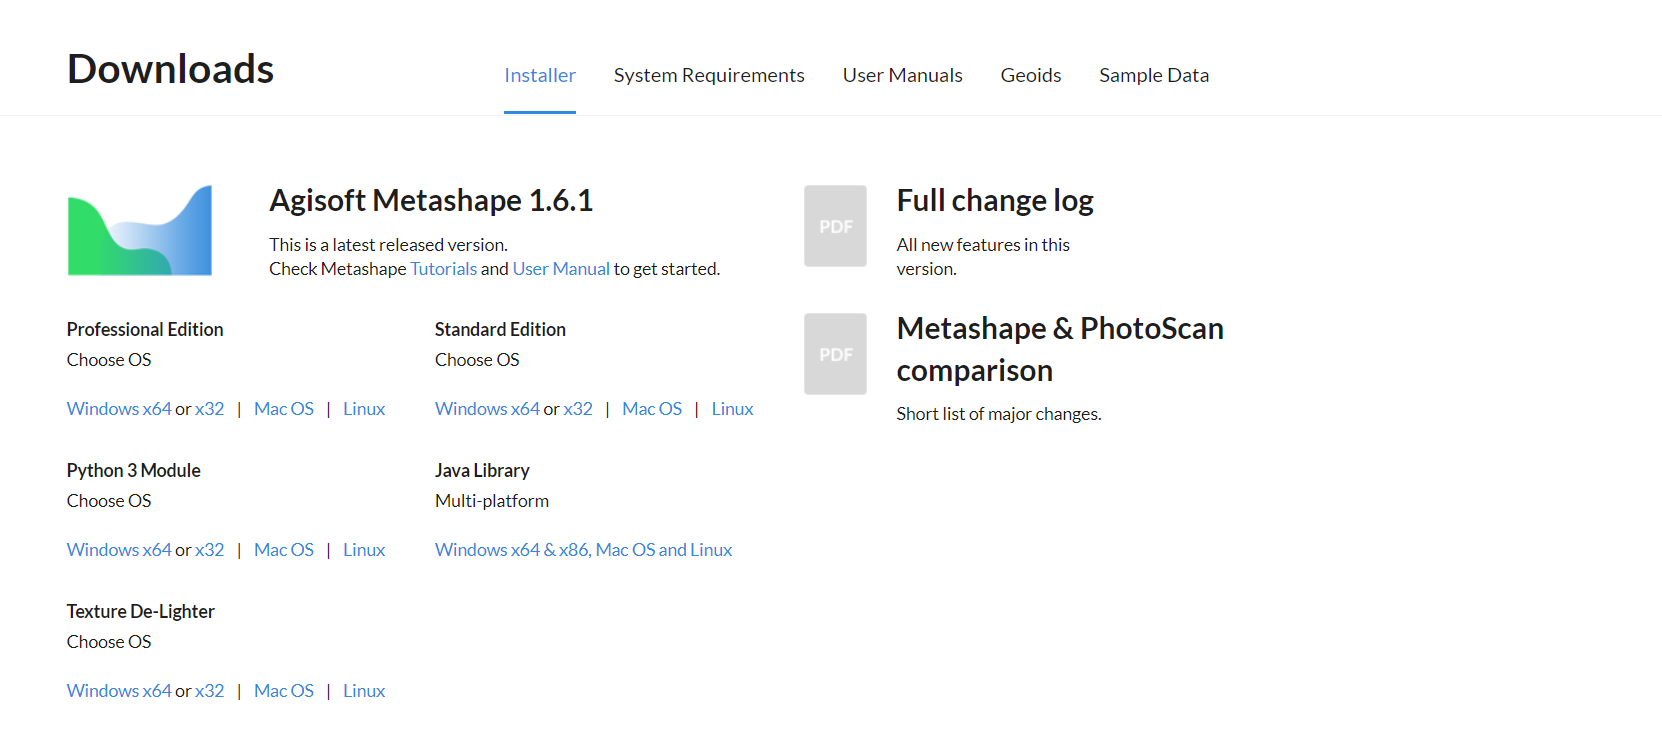 Downloads
Installer
System Requirements
User Manuals
Geoids
Sample Data
Agisoft Metashape 1.6.1
This is a latest released version.
Check Metashape Tutorials and User Manual to get started.
Professional Edition
Choose OS
Windows x64 or x32 | Mac OS | Linux
Standard Edition
Choose OS
Windows x64 or x32 | Mac OS | Linux
Python 3 Module
Choose OS
Windows x64 or x32 | Mac OS | Linux
Java Library
Multi-platform
Windows x64 & x86, Mac OS and Linux
Texture De-Lighter
Choose OS
Windows x64 or x32 | Mac OS | Linux
PDF
Full change log
All new features in this
version.
PDF
Metashape & PhotoScan
comparison
Short list of major changes.